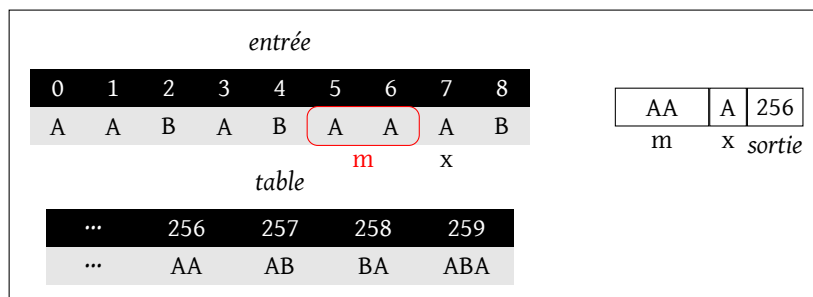 entrée
0 1 2 3 4 5 6 7 8
A A B A B A A A B
m x
AA A 256
m x sortie
table
... 256 257 258 259
... AA AB BA ABA